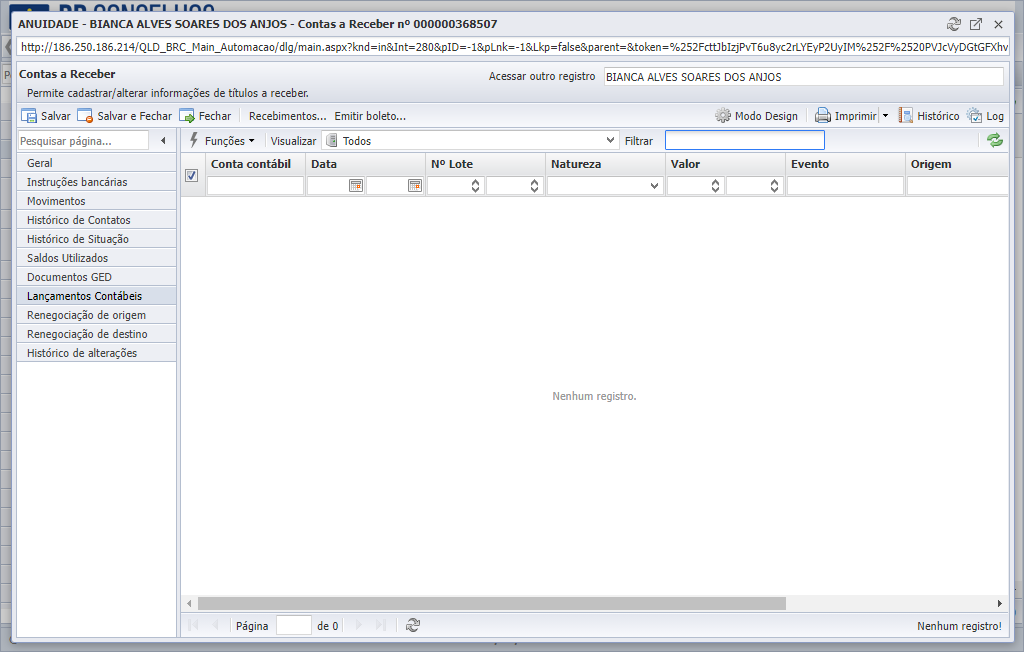 ANUIDADE - BIANCA ALVES SOARES DOS ANJOS - Contas a Receber nº 000000368507
http://186.250.186.214/QLD_BRC_Main_Automacao/dlg/main.aspx?knd=in&Int=280&pID=-1&pLnk=-1&Lkp=false&parent=&token=%252FcttJbIzjPvT6u8yc2rLYEyP2UyIM%252F%2520PVJcVyDGtGFXhv
Contas a Receber
Acessar outro registro BIANCA ALVES SOARES DOS ANJOS
Permite cadastrar/alterar informações de títulos a receber.
Salvar Salvar e Fechar Fechar Recebimentos... Emitir boleto... Modo Design Imprimir Histórico Log
Pesquisar página... Funções Visualizar Todos Filtrar
Geral
Instruções bancárias
Movimentos
Histórico de Contatos
Histórico de Situação
Saldos Utilizados
Documentos GED
Lançamentos Contábeis
Renegociação de origem
Renegociação de destino
Histórico de alterações
Conta contábil Data Nº Lote Natureza Valor Evento Origem
Nenhum registro.
Página de 0 Nenhum registro!